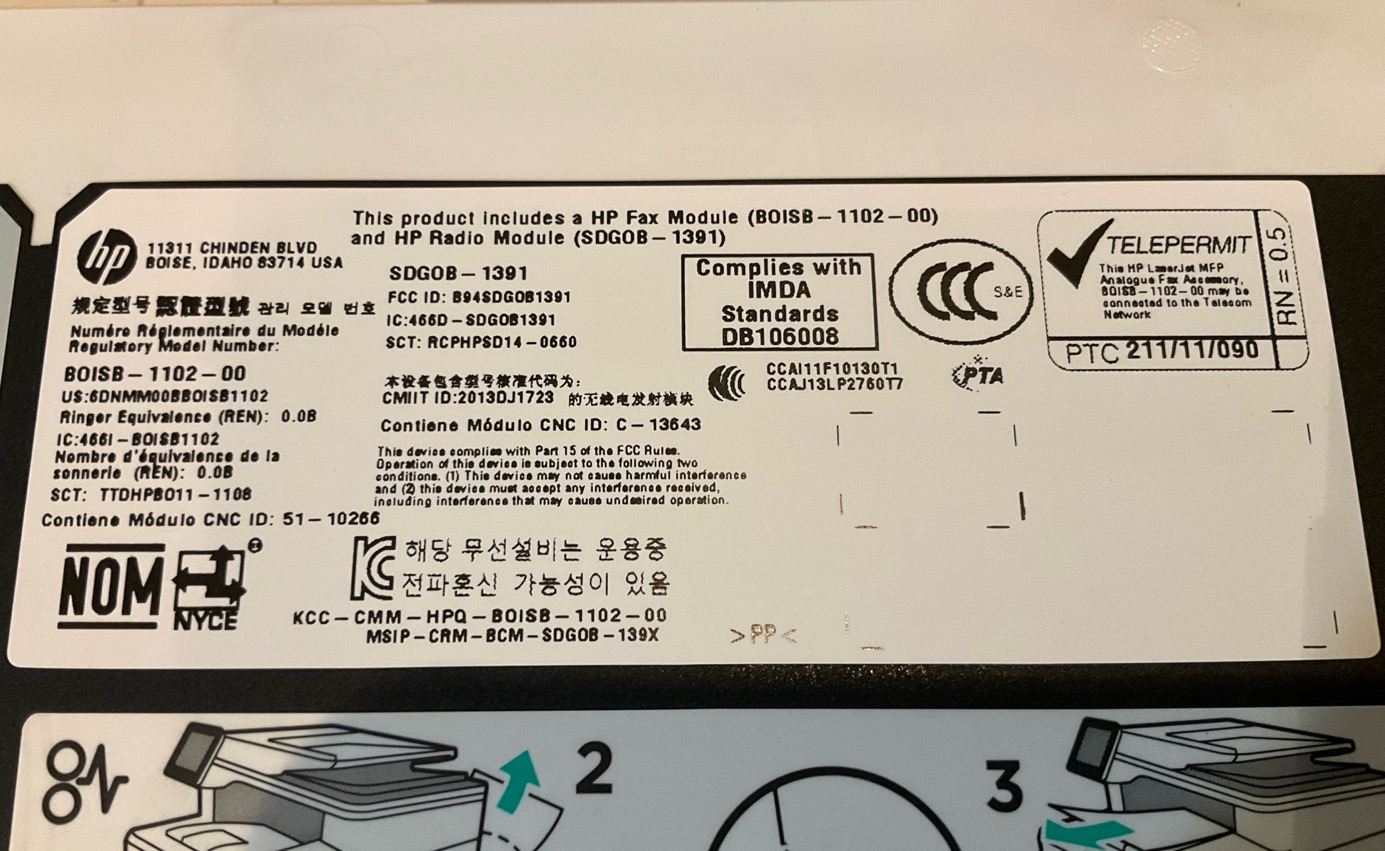 This product includes a HP Fax Module (BOISB-1102-00)
and HP Radio Module (SDGOB-1391)
hp
11311 CHINDEN BLVD
BOISE, IDAHO 83714 USA
規定型号 認證型號 관리 모델 번호
Numéro Réglementaire du Modéle
Regulatory Model Number:
BOISB-1102-00
US:6DNMM00BBOISB1102
Ringer Equivalence (REN): 0.0B
IC:466I-BOISB1102
Nombre d'équivalence de la
sonnerie (REN): 0.0B
SCT: TTDHPBO11-1108
Contiene Módulo CNC ID: 51-10266
NOM
NYCE
SDGOB-1391
FCC ID: B94SDGOB1391
IC:466D-SDGOB1391
SCT: RCPHPSD14-0660
本设备包含型号核准代码为:
CMIIT ID:2013DJ1723 的无线电发射模块
Contiene Módulo CNC ID: C-13643
This device complies with Part 15 of the FCC Rules.
Operation of this device is subject to the following two
conditions. (1) This device may not cause harmful interference
and (2) this device must accept any interference received,
including interference that may cause undesired operation.
해당 무선설비는 운용중
전파혼신 가능성이 있음
KCC-CMM-HPQ-BOISB-1102-00
MSIP-CRM-BCM-SDGOB-139X
Complies with
IMDA
Standards
DB106008
CCC S&E
CCAI11F10130T1
CCAJ13LP2760T7
PTA
TELEPERMIT
This HP LaserJet MFP
Analogue Fax Accessory,
BOISB-1102-00 may be
connected to the Telecom
Network
PTC 211/11/090
RN = 0.5
>PP<
2
3